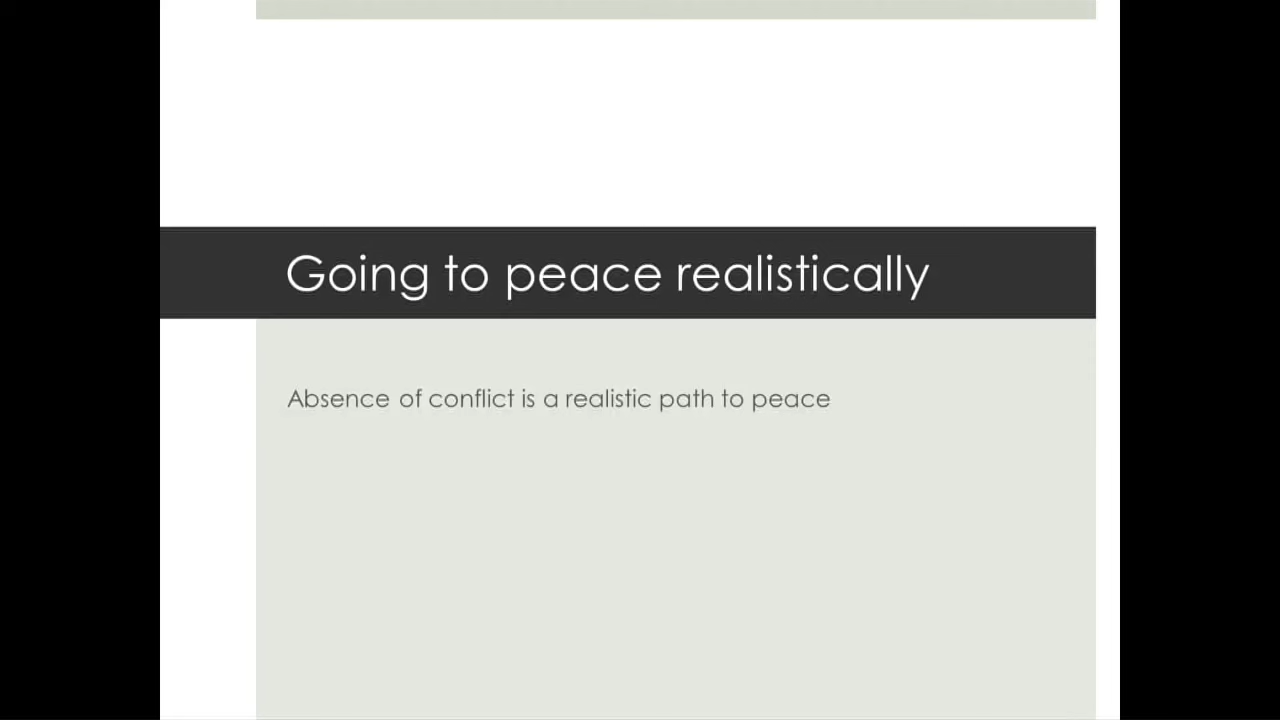 Going to peace realistically
Absence of conflict is a realistic path to peace